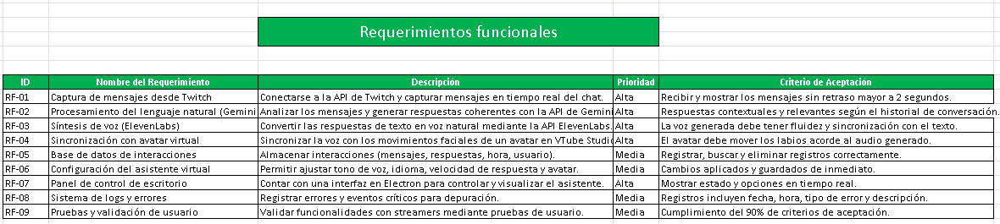 Requerimientos funcionales
ID Nombre del Requerimiento Descripción Prioridad Criterio de Aceptación
RF-01 Captura de mensajes desde Twitch Conectarse a la API de Twitch y capturar mensajes en tiempo real del chat. Alta Recibir y mostrar los mensajes sin retraso mayor a 2 segundos.
RF-02 Procesamiento del lenguaje natural (Gemini Analizar los mensajes y generar respuestas coherentes con la API de Gemini Alta Respuestas contextuales y relevantes según el historial de conversación.
RF-03 Síntesis de voz (ElevenLabs) Convertir las respuestas de texto en voz natural mediante la API ElevenLabs. Alta La voz generada debe tener fluidez y sincronización con el texto.
RF-04 Sincronización con avatar virtual Sincronizar la voz con los movimientos faciales de un avatar en VTube Studio Alta El avatar debe mover los labios acorde al audio generado.
RF-05 Base de datos de interacciones Almacenar interacciones (mensajes, respuestas, hora, usuario). Media Registrar, buscar y eliminar registros correctamente.
RF-06 Configuración del asistente virtual Permitir ajustar tono de voz, idioma, velocidad de respuesta y avatar. Media Cambios aplicados y guardados de inmediato.
RF-07 Panel de control de escritorio Contar con una interfaz en Electron para controlar y visualizar el asistente. Alta Mostrar estado y opciones en tiempo real.
RF-08 Sistema de logs y errores Registrar errores y eventos críticos para depuración. Media Registros incluyen fecha, hora, tipo de error y descripción.
RF-09 Pruebas y validación de usuario Validar funcionalidades con streamers mediante pruebas de usuario. Media Cumplimiento del 90% de criterios de aceptación.